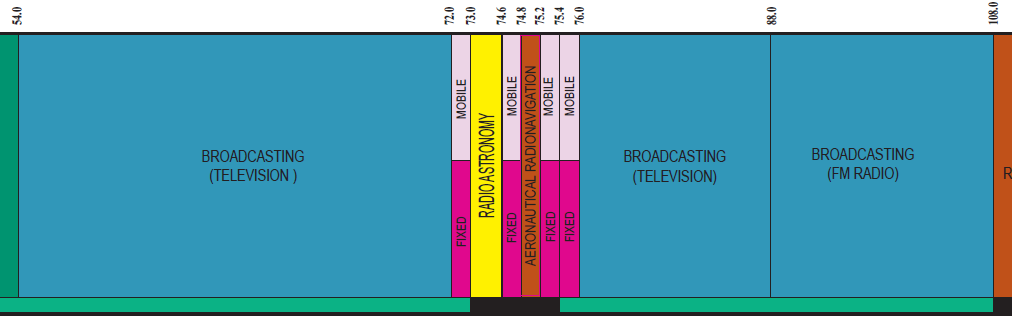 54.0
72.0
73.0
74.6
74.8
75.2
75.4
76.0
88.0
108.0
BROADCASTING
(TELEVISION )
MOBILE
FIXED
RADIO ASTRONOMY
MOBILE
FIXED
AERONAUTICAL RADIONAVIGATION
MOBILE
FIXED
MOBILE
FIXED
BROADCASTING
(TELEVISION)
BROADCASTING
(FM RADIO)
R